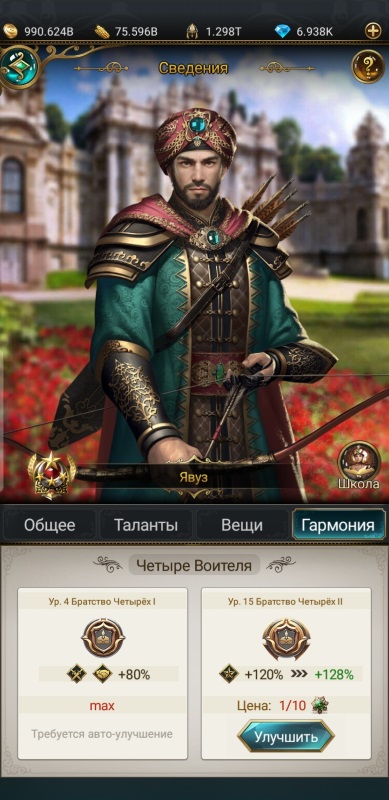 990.624B 75.596B 1.298T 6.938K
Сведения
Явуз
Школа
Общее Таланты Вещи Гармония
Четыре Воителя
Ур. 4 Братство Четырёх I
+80%
max
Требуется авто-улучшение
Ур. 15 Братство Четырёх II
+120% >>> +128%
Цена: 1/10
Улучшить